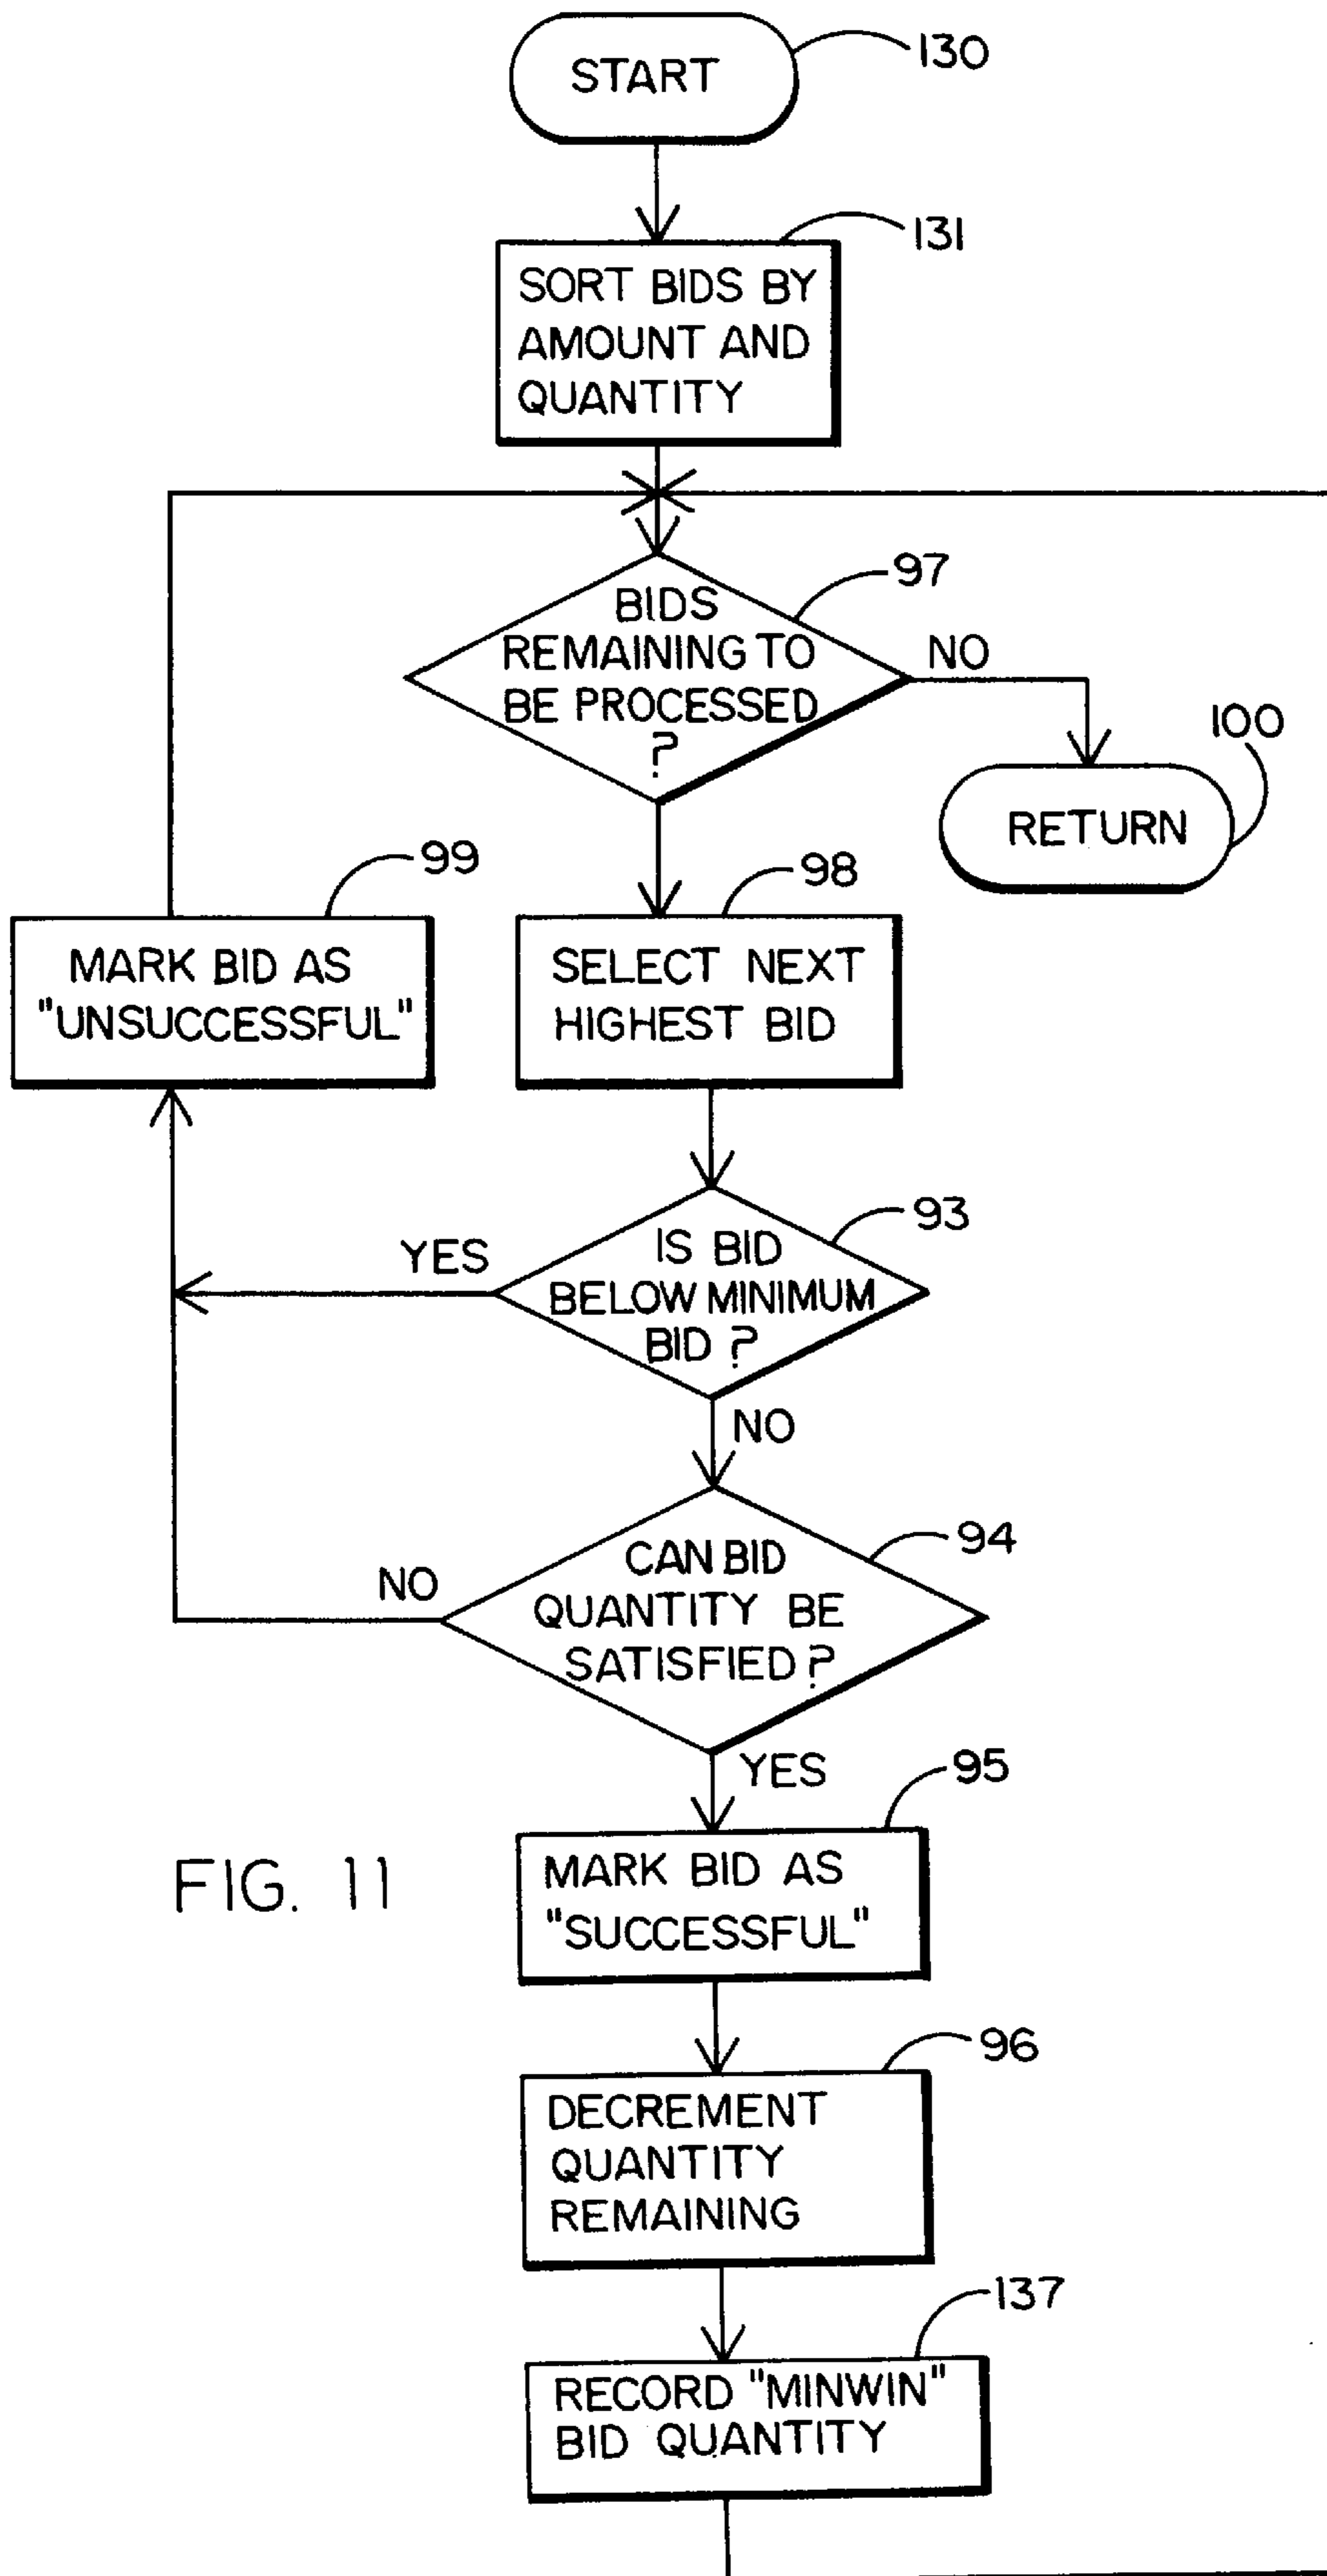 START
130
131
SORT BIDS BY
AMOUNT AND
QUANTITY
97
BIDS
REMAINING TO
BE PROCESSED
?
NO
100
RETURN
99
MARK BID AS
"UNSUCCESSFUL"
98
SELECT NEXT
HIGHEST BID
93
YES
IS BID
BELOW MINIMUM
BID ?
NO
94
NO
CAN BID
QUANTITY BE
SATISFIED ?
YES
95
MARK BID AS
"SUCCESSFUL"
FIG. 11
96
DECREMENT
QUANTITY
REMAINING
137
RECORD "MINWIN"
BID QUANTITY